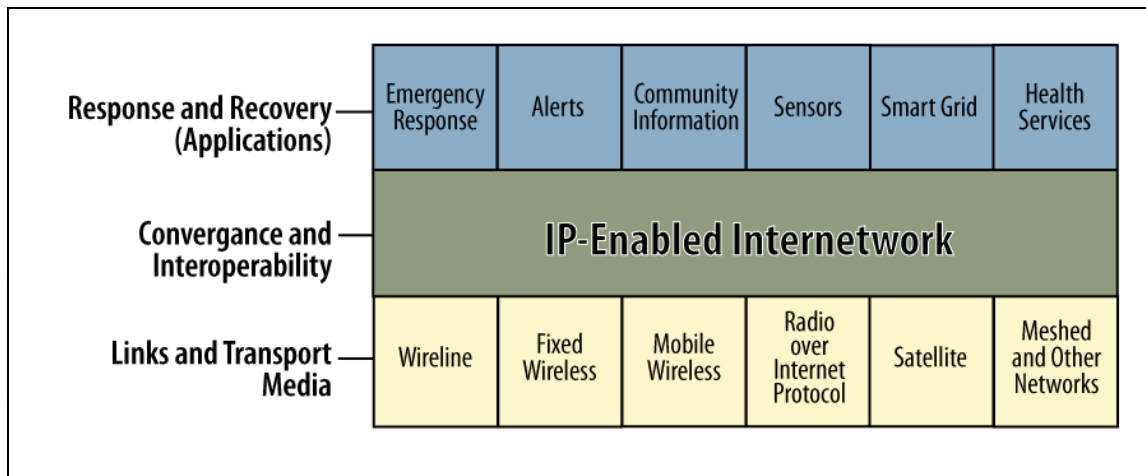 Response and Recovery
(Applications)
Emergency
Response
Alerts
Community
Information
Sensors
Smart Grid
Health
Services
Convergance and
Interoperability
IP-Enabled Internetwork
Links and Transport
Media
Wireline
Fixed
Wireless
Mobile
Wireless
Radio
over
Internet
Protocol
Satellite
Meshed
and Other
Networks